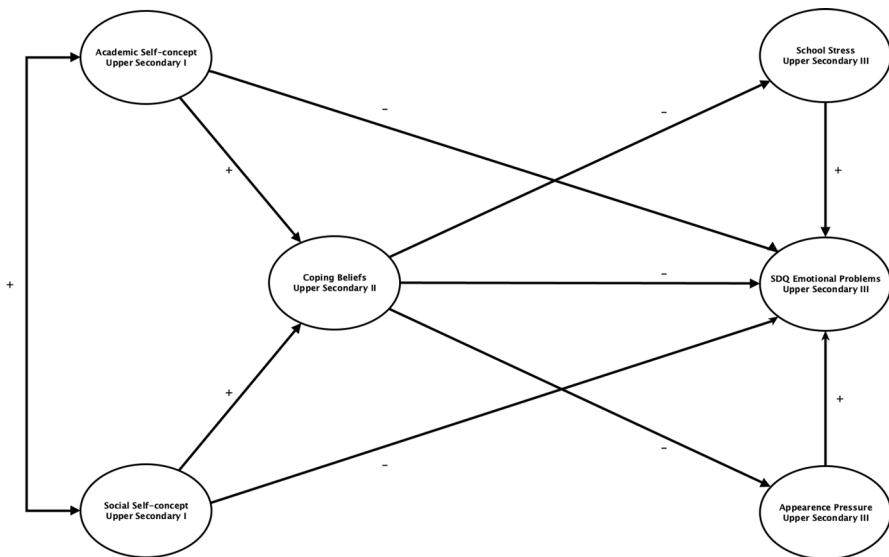 Academic Self-concept
Upper Secondary I
School Stress
Upper Secondary III
–
–
+
+
Coping Beliefs
Upper Secondary II
–
SDQ Emotional Problems
Upper Secondary III
+
+
+
–
–
Social Self-concept
Upper Secondary I
Appearence Pressure
Upper Secondary III